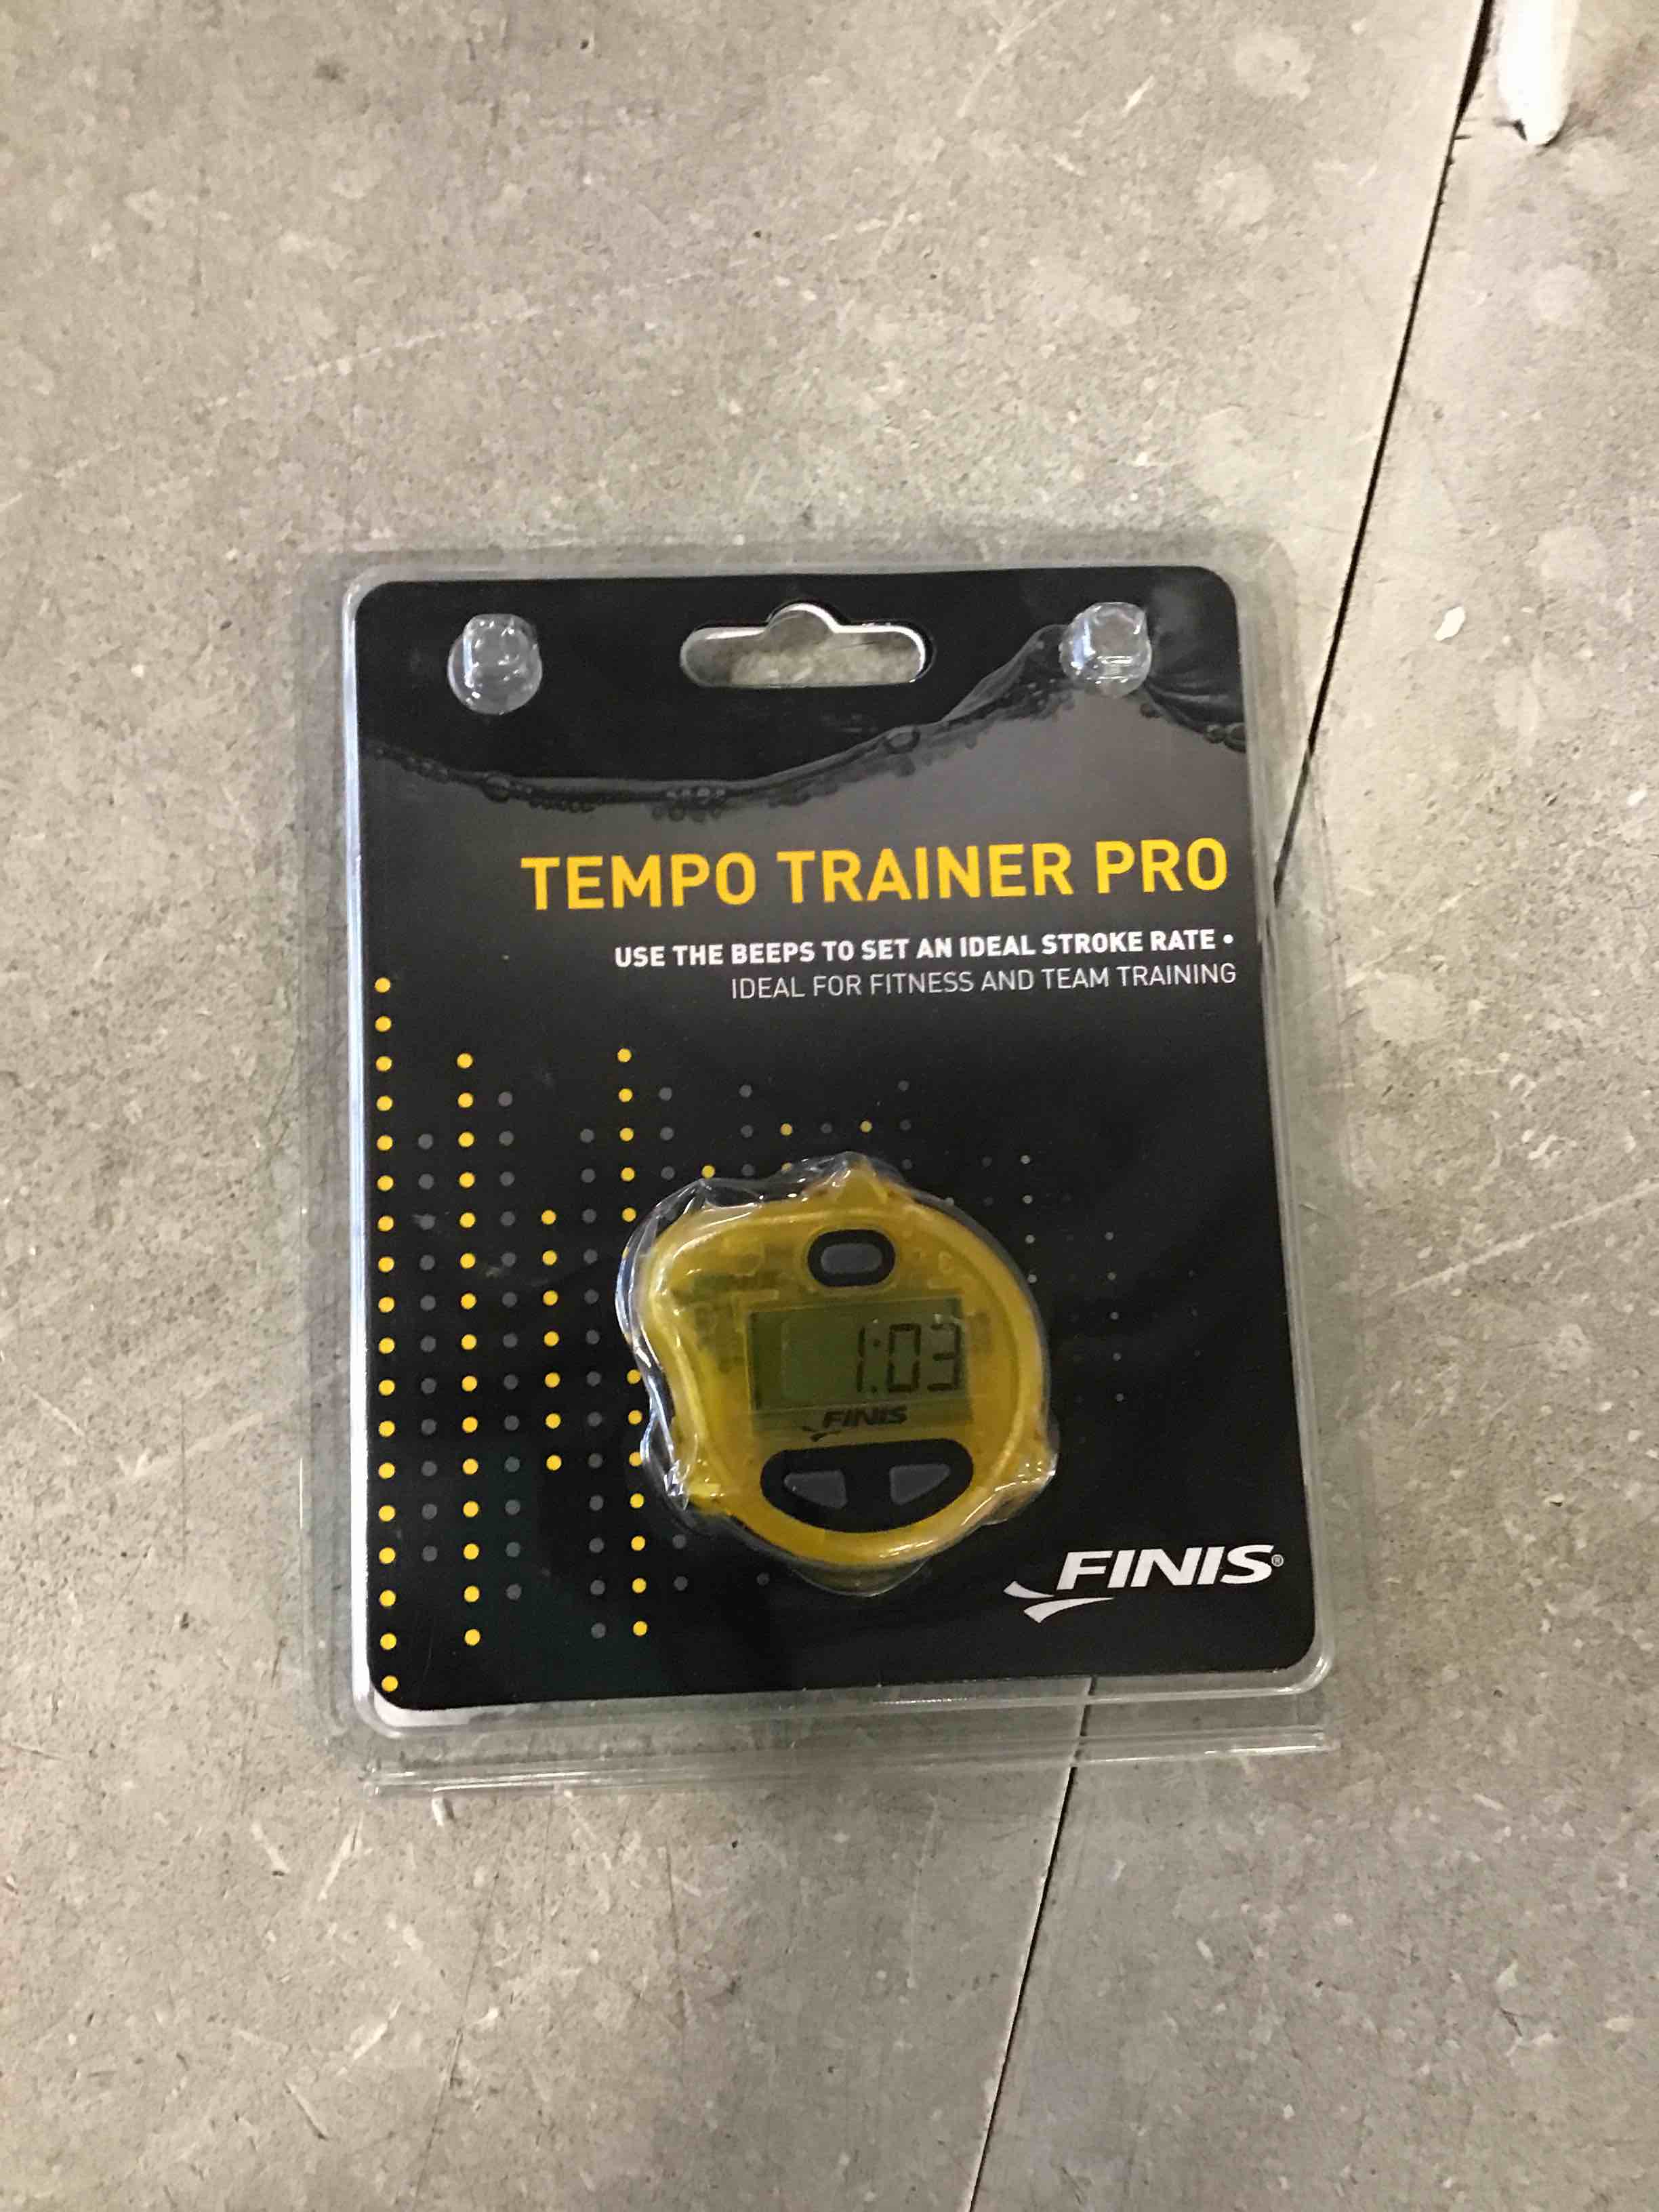 TEMPO TRAINER PRO
USE THE BEEPS TO SET AN IDEAL STROKE RATE •
IDEAL FOR FITNESS AND TEAM TRAINING
1:03
FINIS
FINIS®